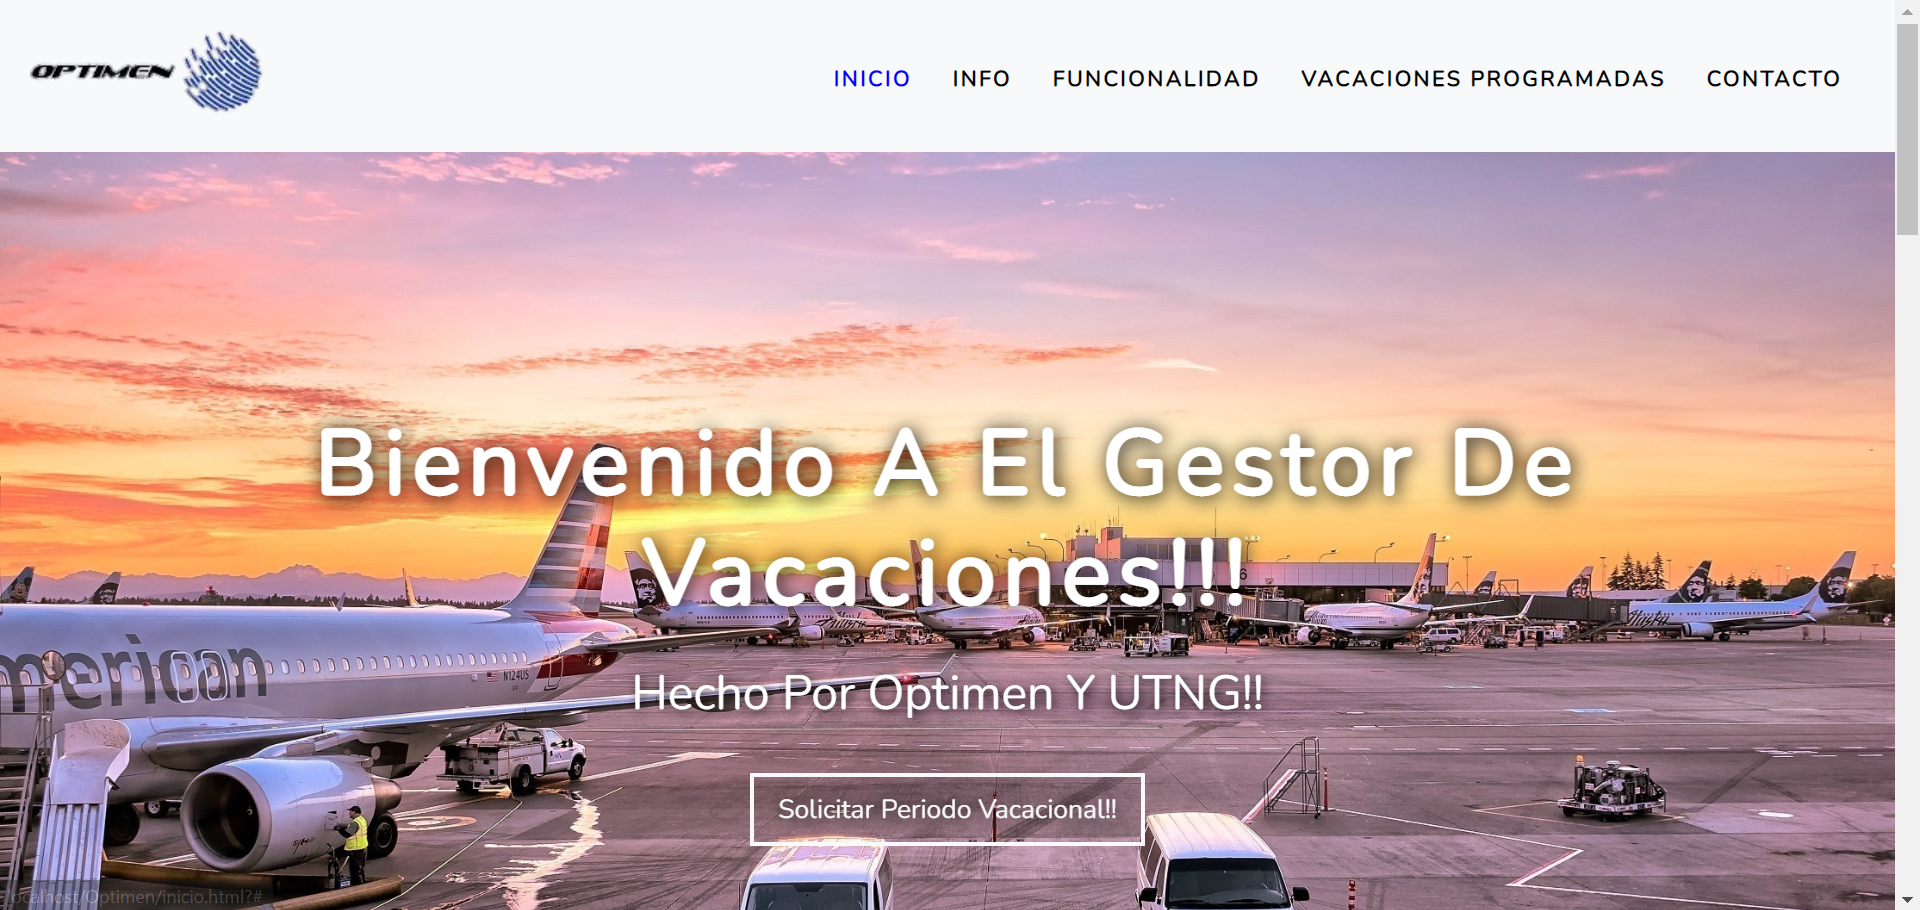 OPTIMEN
INICIO INFO FUNCIONALIDAD VACACIONES PROGRAMADAS CONTACTO
Bienvenido A El Gestor De
Vacaciones!!!
merican
N124US
Alaska
Hecho Por Optimen Y UTNG!!
Solicitar Periodo Vacacional!!
localhost/Optimen/inicio.html?#